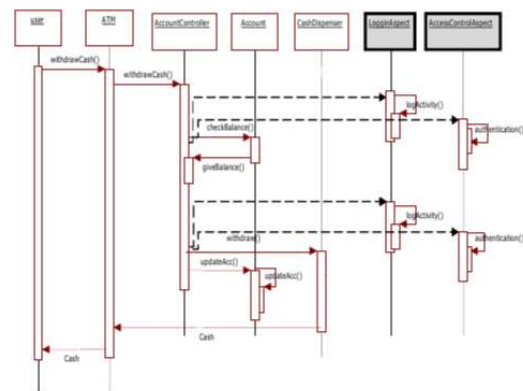 user
ATM
AccountController
Account
CashDispenser
LoggInAspect
AccessControlAspect
withdrawCash()
withdrawCash()
logActivity()
checkBalance()
authentication()
giveBalance()
logActivity()
withdraw()
authentication()
updateAcc()
updateAcc()
Cash
Cash